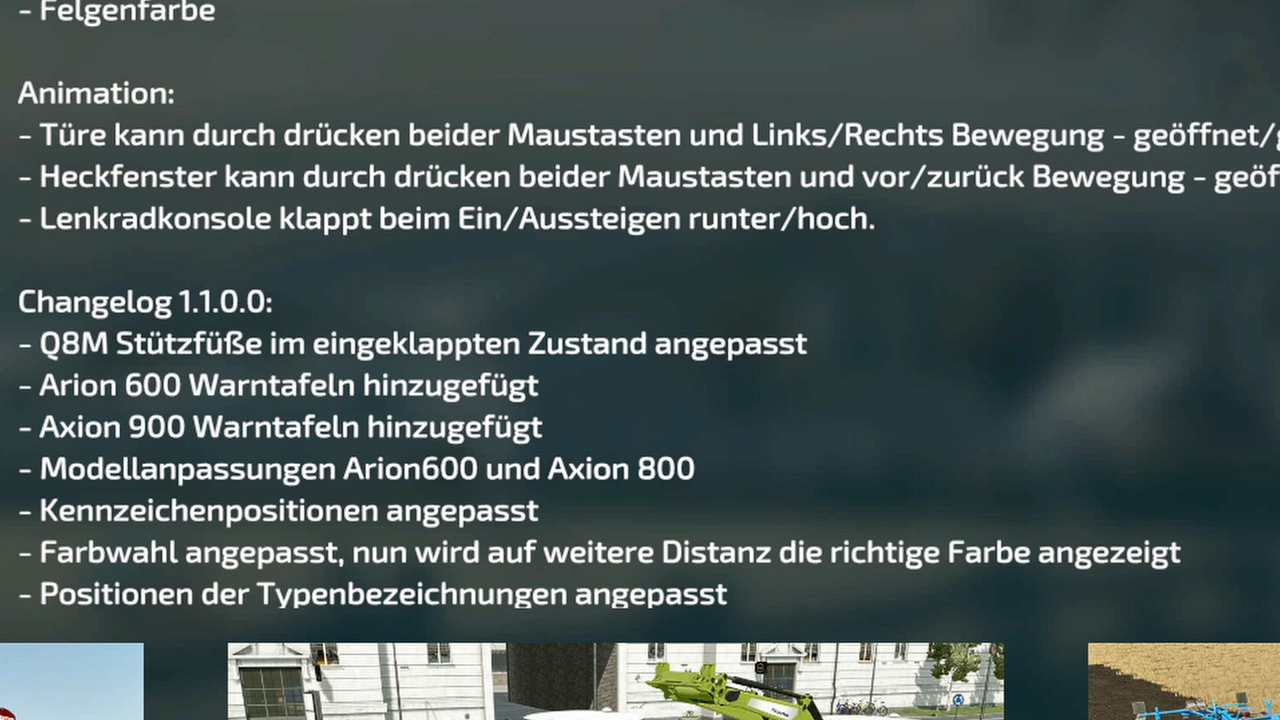 - Felgenfarbe
Animation:
- Türe kann durch drücken beider Maustasten und Links/Rechts Bewegung - geöffnet/
- Heckfenster kann durch drücken beider Maustasten und vor/zurück Bewegung - geöf
- Lenkradkonsole klappt beim Ein/Aussteigen runter/hoch.
Changelog 1.1.0.0:
- Q8M Stützfüße im eingeklappten Zustand angepasst
- Arion 600 Warntafeln hinzugefügt
- Axion 900 Warntafeln hinzugefügt
- Modellanpassungen Arion600 und Axion 800
- Kennzeichenpositionen angepasst
- Farbwahl angepasst, nun wird auf weitere Distanz die richtige Farbe angezeigt
- Positionen der Typenbezeichnungen angepasst